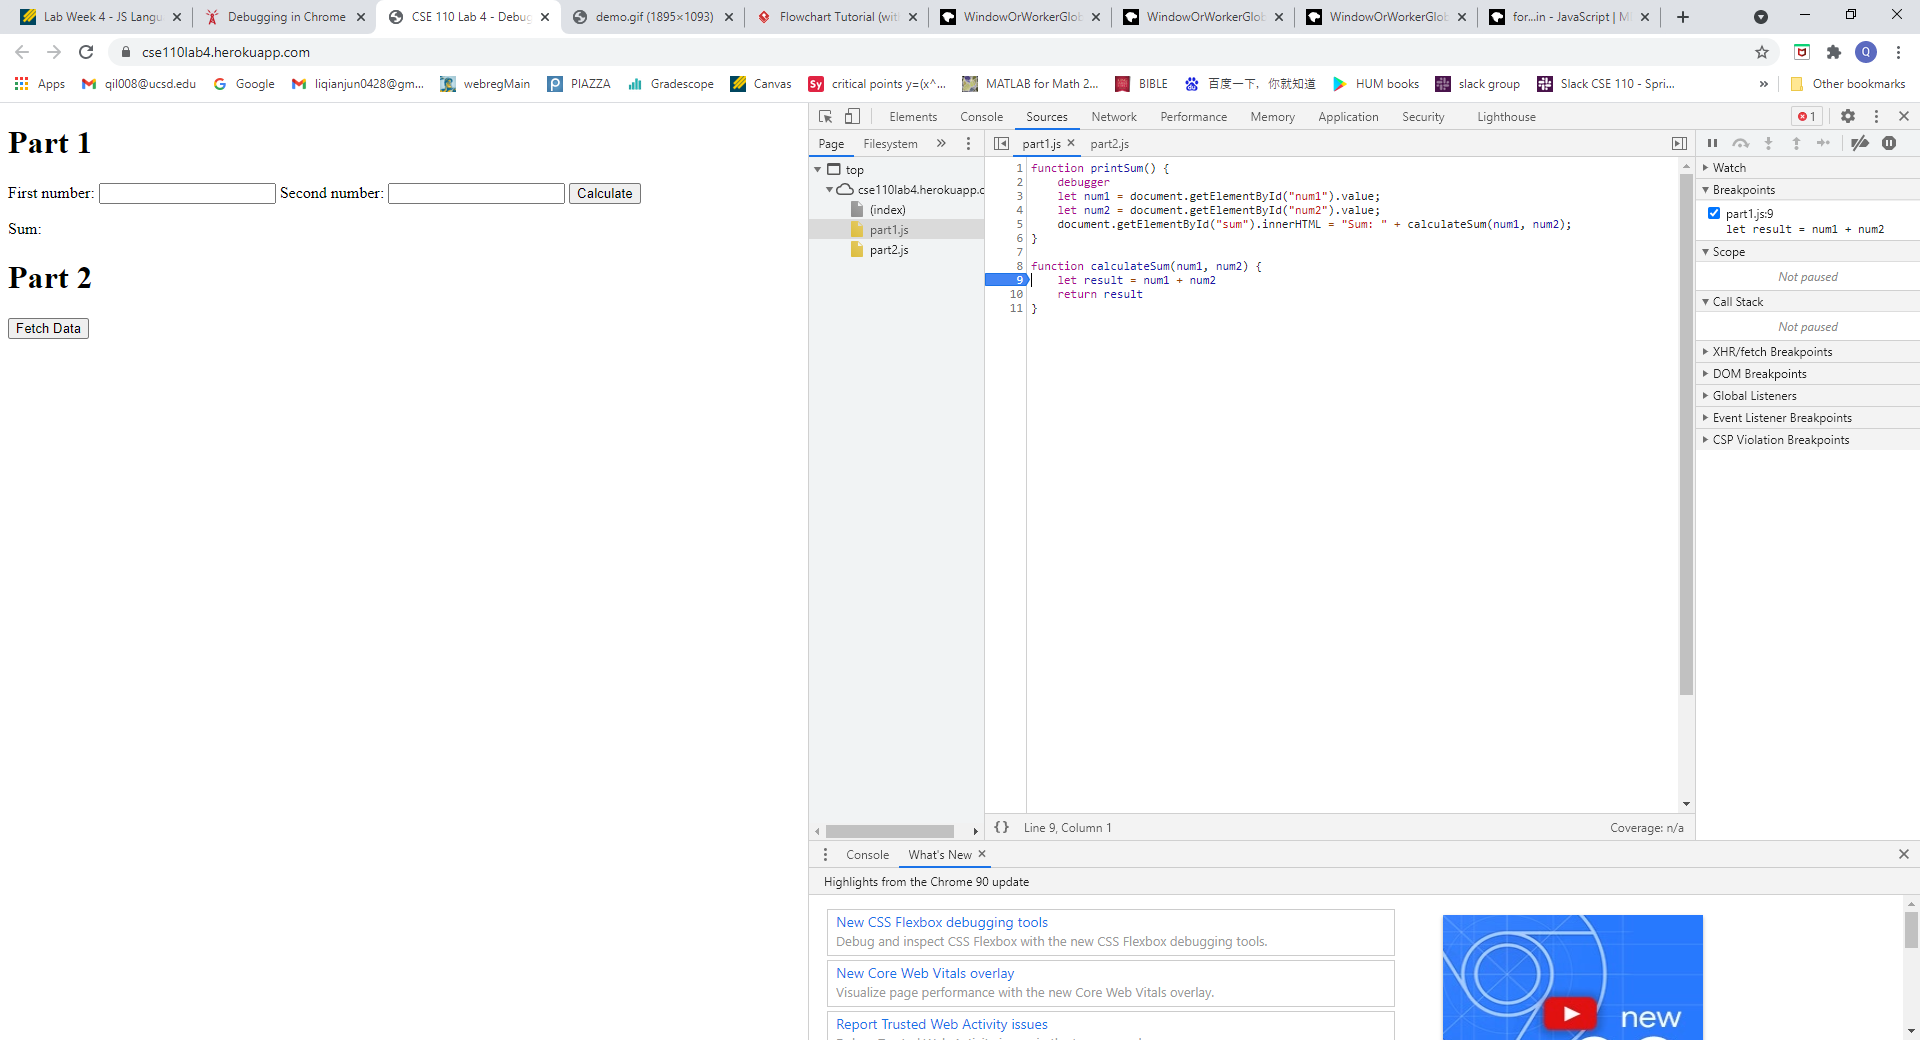 Lab Week 4 - JS Langu
Debugging in Chrome
CSE 110 Lab 4 - Debug
demo.gif (1895×1093)
Flowchart Tutorial (wit
WindowOrWorkerGlob
WindowOrWorkerGlob
WindowOrWorkerGlob
for...in - JavaScript | M
cse110lab4.herokuapp.com
Q
Apps
qil008@ucsd.edu
Google
liqianjun0428@gm...
webregMain
PIAZZA
Gradescope
Canvas
Sy critical points y=(x^...
MATLAB for Math 2...
BIBLE
百度一下，你就知道
HUM books
slack group
Slack CSE 110 - Spri...
»
Other bookmarks
Part 1
First number: Second number: Calculate
Sum:
Part 2
Fetch Data
Elements Console Sources Network Performance Memory Application Security Lighthouse
1
Page Filesystem »
top
cse110lab4.herokuapp.c
(index)
part1.js
part2.js
part1.js
part2.js
1 function printSum() {
2 debugger
3 let num1 = document.getElementById("num1").value;
4 let num2 = document.getElementById("num2").value;
5 document.getElementById("sum").innerHTML = "Sum: " + calculateSum(num1, num2);
6 }
7
8 function calculateSum(num1, num2) {
9 let result = num1 + num2
10 return result
11 }
{} Line 9, Column 1
Coverage: n/a
Watch
Breakpoints
part1.js:9
let result = num1 + num2
Scope
Not paused
Call Stack
Not paused
XHR/fetch Breakpoints
DOM Breakpoints
Global Listeners
Event Listener Breakpoints
CSP Violation Breakpoints
Console What's New
Highlights from the Chrome 90 update
New CSS Flexbox debugging tools
Debug and inspect CSS Flexbox with the new CSS Flexbox debugging tools.
New Core Web Vitals overlay
Visualize page performance with the new Core Web Vitals overlay.
Report Trusted Web Activity issues
new